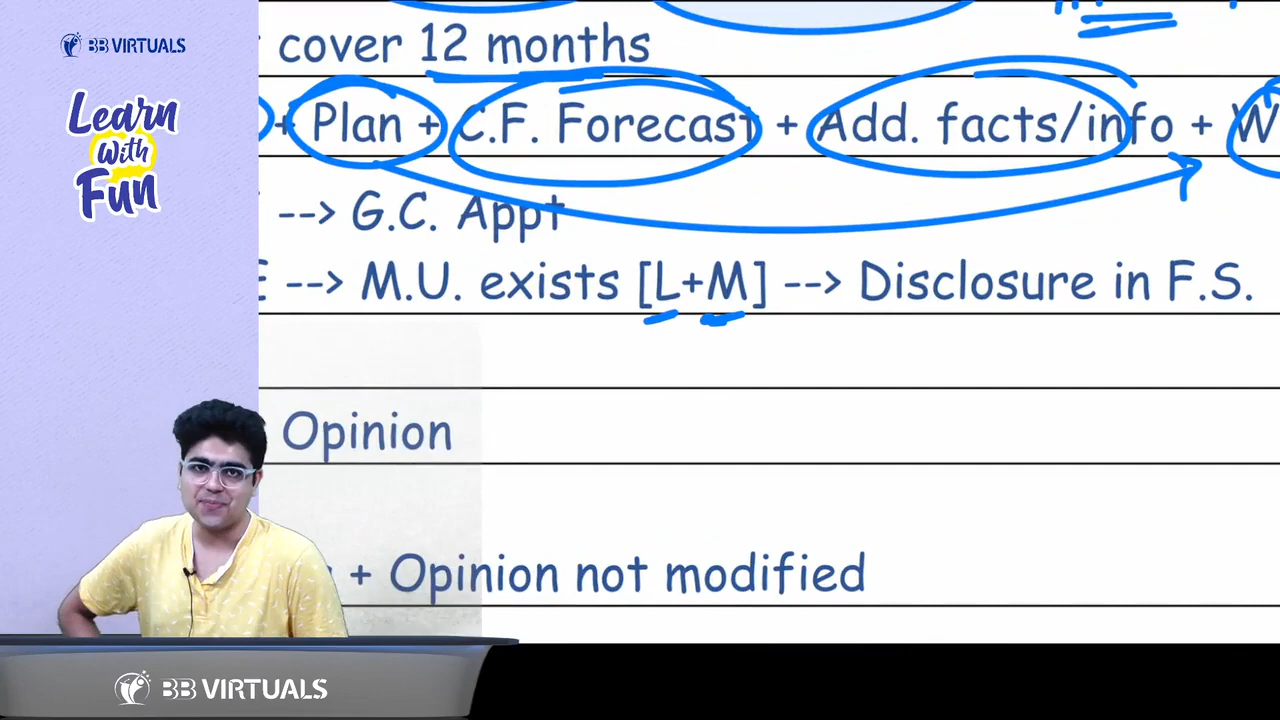 BB VIRTUALS
Learn
With
Fun
cover 12 months
+ Plan + C.F. Forecast + Add. facts/info + W
--> G.C. Appt
--> M.U. exists [L+M] --> Disclosure in F.S.
Opinion
+ Opinion not modified
BB VIRTUALS